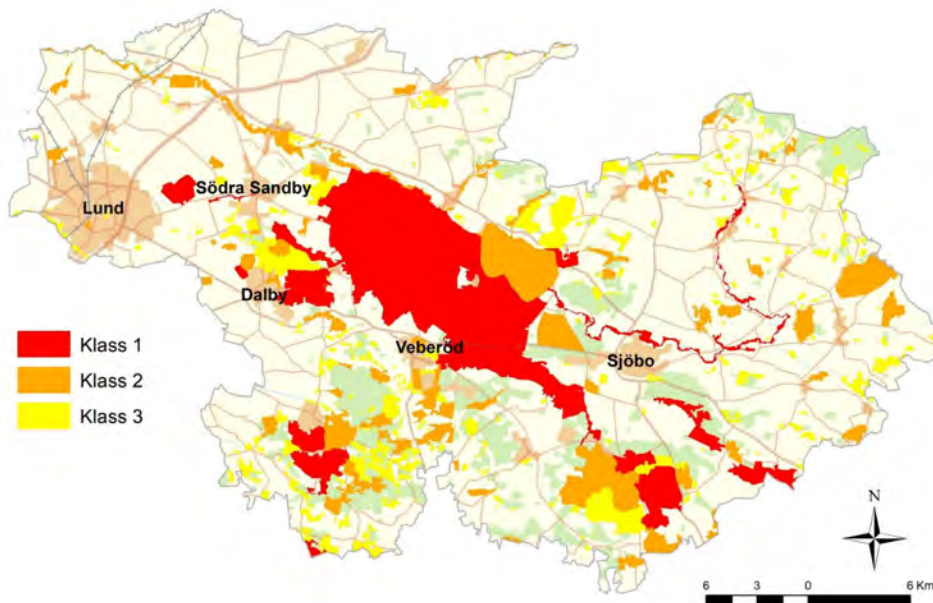 Södra Sandby
Lund
Dalby
Klass 1
Klass 2
Klass 3
Veberöd
Sjöbo
N
6 3 0 6 Km